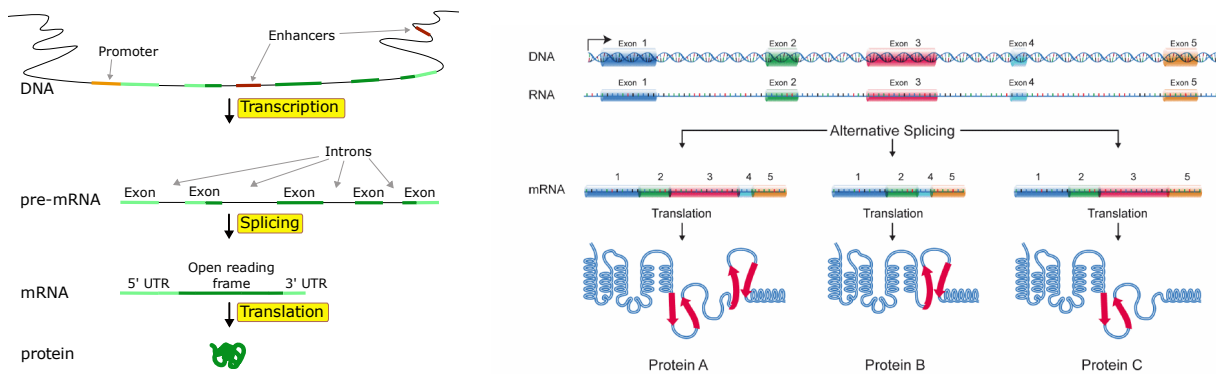 Promoter
Enhancers
DNA
Transcription
Introns
Exon Exon Exon Exon Exon
pre-mRNA
Splicing
Open reading
frame
5' UTR 3' UTR
mRNA
Translation
protein
Exon 1 Exon 2 Exon 3 Exon 4 Exon 5
DNA
Exon 1 Exon 2 Exon 3 Exon 4 Exon 5
RNA
Alternative Splicing
1 2 3 4 5
1 2 4 5
1 2 3 5
mRNA
Translation Translation Translation
Protein A Protein B Protein C